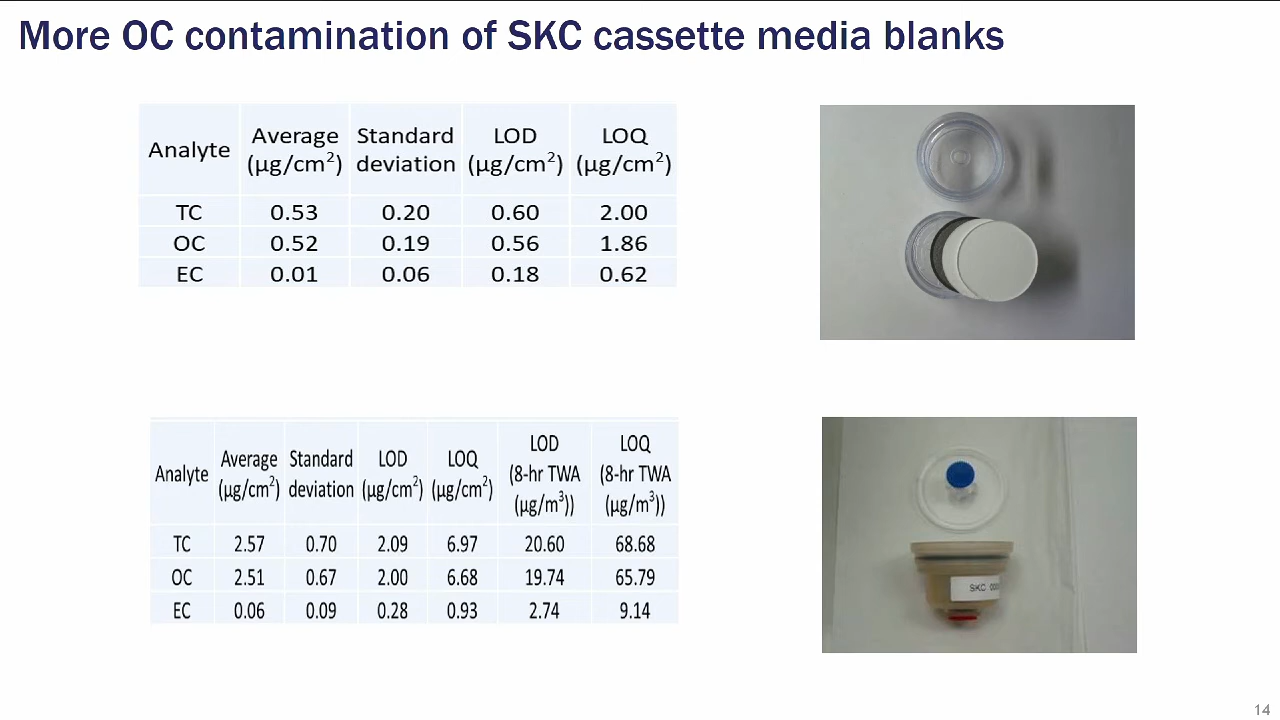 More OC contamination of SKC cassette media blanks
Analyte Average (µg/cm²) Standard deviation LOD (µg/cm²) LOQ (µg/cm²)
TC 0.53 0.20 0.60 2.00
OC 0.52 0.19 0.56 1.86
EC 0.01 0.06 0.18 0.62
Analyte Average (µg/cm²) Standard deviation LOD (µg/cm²) LOQ (µg/cm²) LOD (8-hr TWA (µg/m³)) LOQ (8-hr TWA (µg/m³))
TC 2.57 0.70 2.09 6.97 20.60 68.68
OC 2.51 0.67 2.00 6.68 19.74 65.79
EC 0.06 0.09 0.28 0.93 2.74 9.14
SKC
14